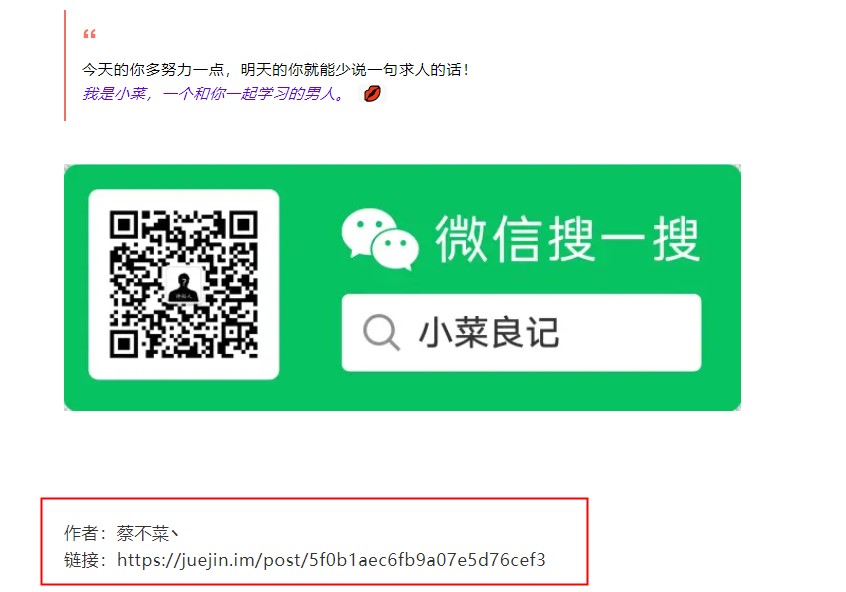 “
今天的你多努力一点，明天的你就能少说一句求人的话！
我是小菜，一个和你一起学习的男人。 💋
微信搜一搜
小菜良记
作者：蔡不菜丶
链接：https://juejin.im/post/5f0b1aec6fb9a07e5d76cef3